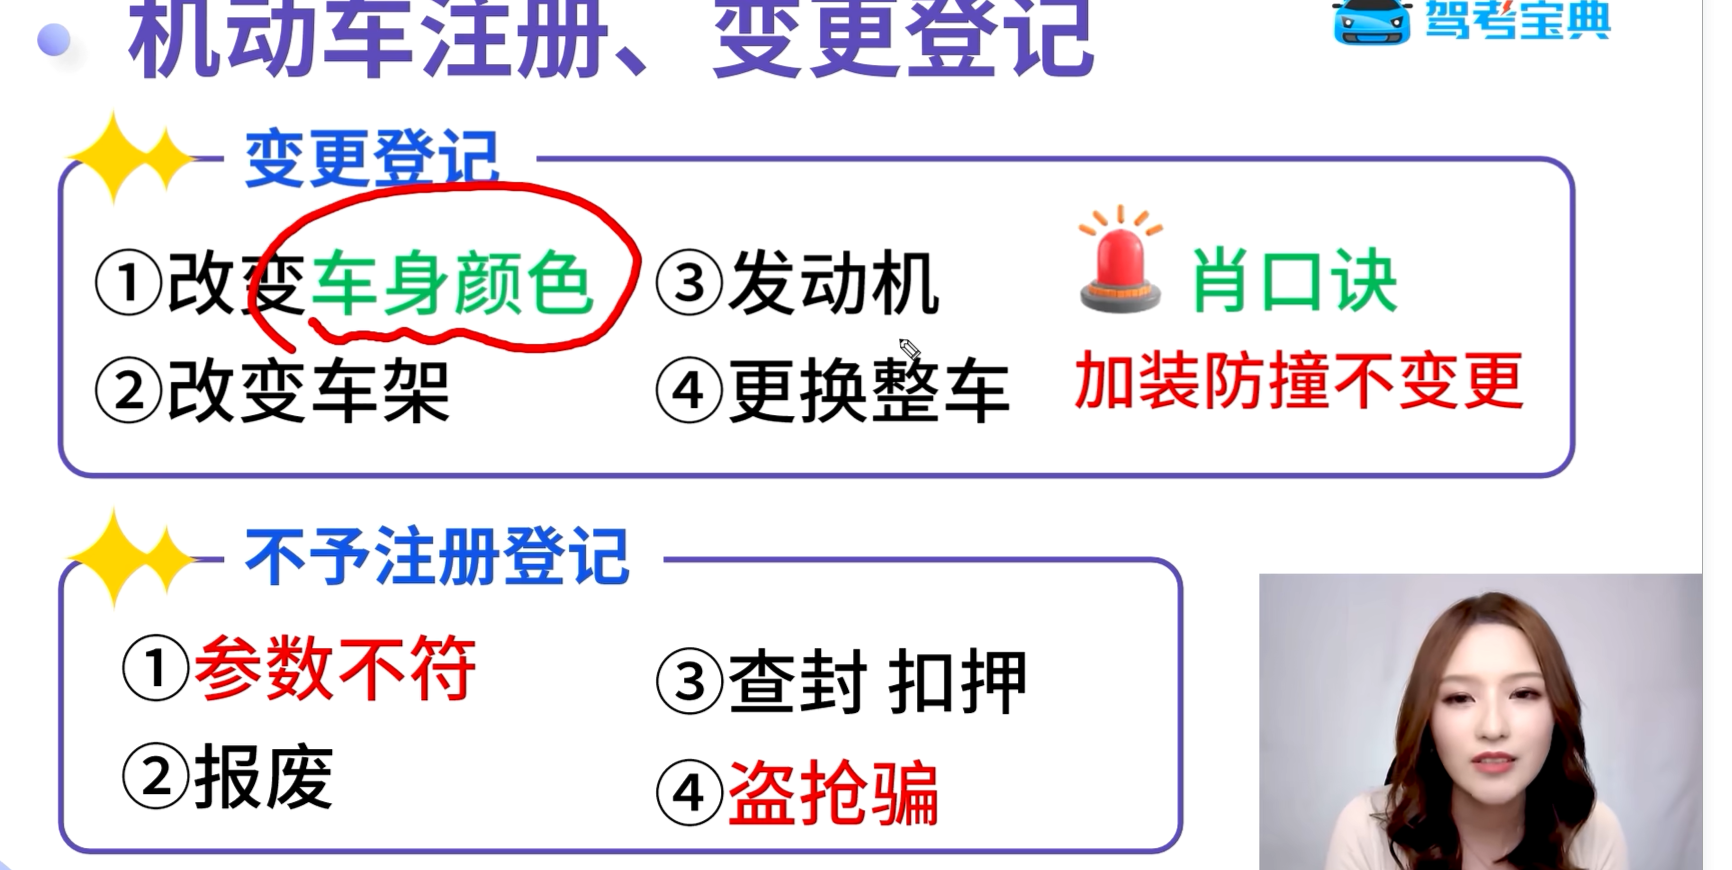 机动车注册、变更登记
驾考宝典
变更登记
①改变车身颜色
②改变车架
③发动机
④更换整车
肖口诀
加装防撞不变更
不予注册登记
①参数不符
②报废
③查封 扣押
④盗抢骗